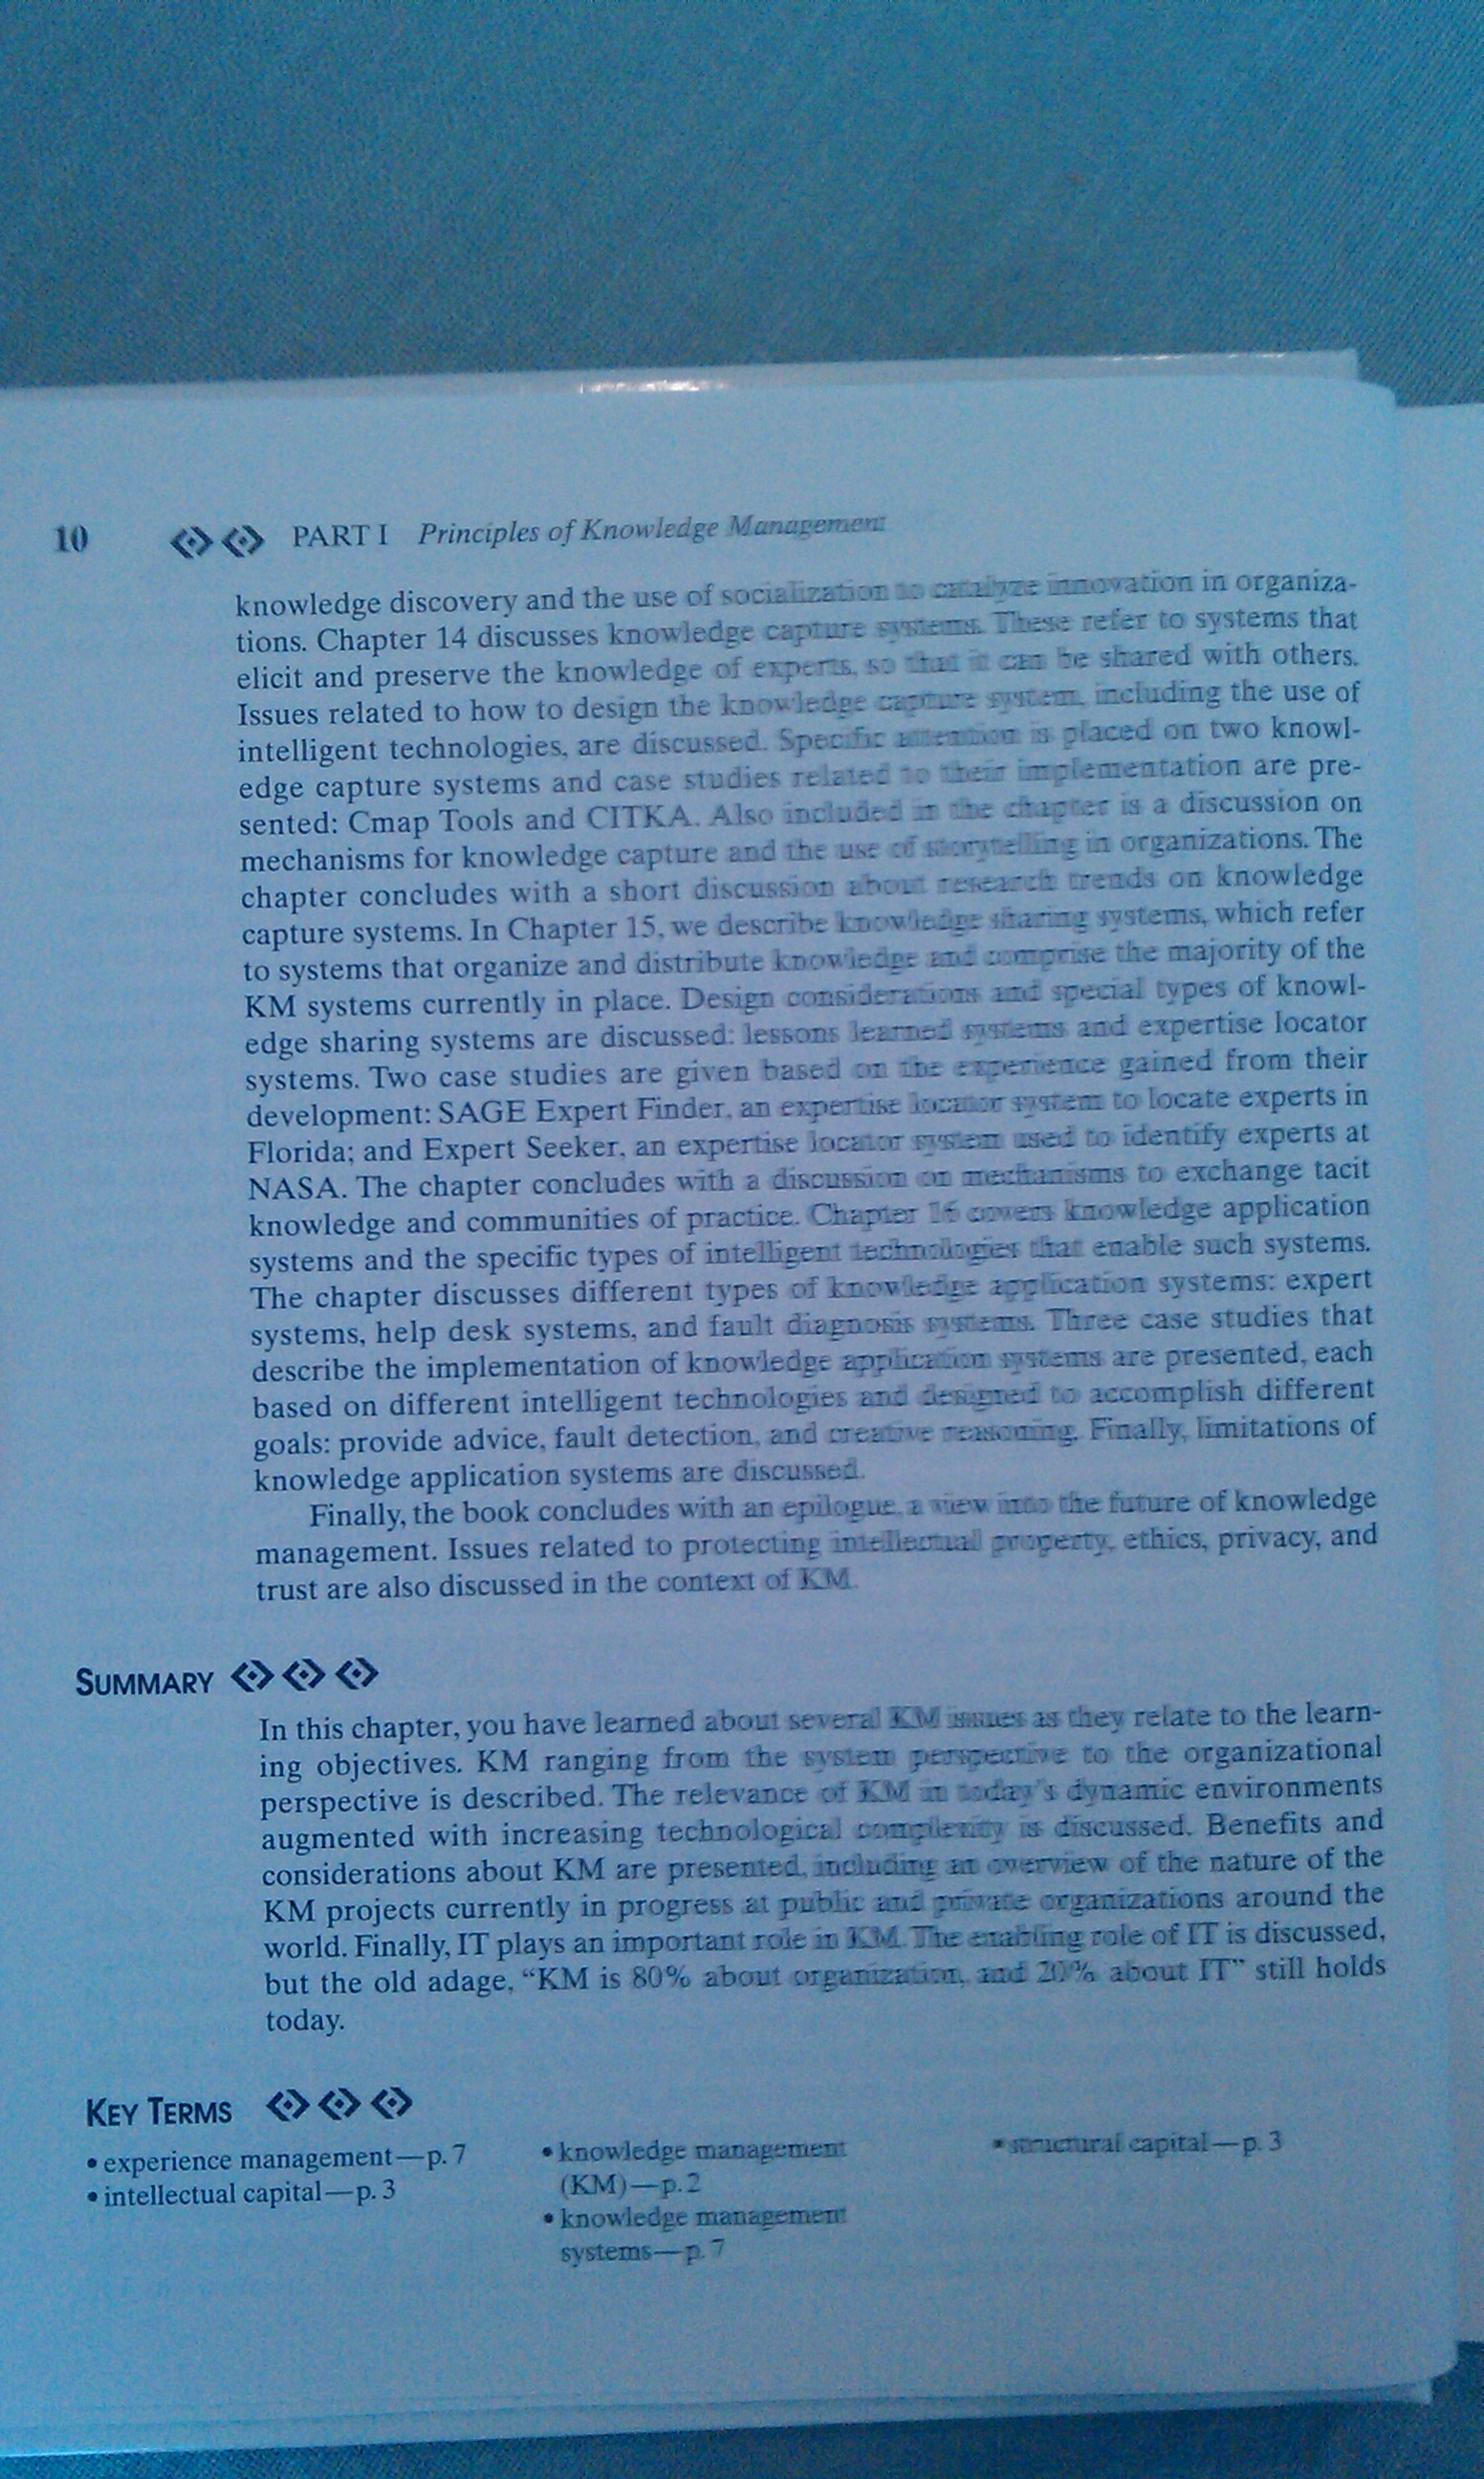 10 PART I Principles of Knowledge Management
knowledge discovery and the use of socialization to catalyze innovation in organiza-
tions. Chapter 14 discusses knowledge capture systems. These refer to systems that
elicit and preserve the knowledge of experts, so that it can be shared with others.
Issues related to how to design the knowledge capture system, including the use of
intelligent technologies, are discussed. Specific attention is placed on two knowl-
edge capture systems and case studies related to their implementation are pre-
sented: Cmap Tools and CITKA. Also included in the chapter is a discussion on
mechanisms for knowledge capture and the use of storytelling in organizations. The
chapter concludes with a short discussion about research trends on knowledge
capture systems. In Chapter 15, we describe knowledge sharing systems, which refer
to systems that organize and distribute knowledge and comprise the majority of the
KM systems currently in place. Design considerations and special types of knowl-
edge sharing systems are discussed: lessons learned systems and expertise locator
systems. Two case studies are given based on the experience gained from their
development: SAGE Expert Finder, an expertise locator system to locate experts in
Florida; and Expert Seeker, an expertise locator system used to identify experts at
NASA. The chapter concludes with a discussion on mechanisms to exchange tacit
knowledge and communities of practice. Chapter 16 covers knowledge application
systems and the specific types of intelligent technologies that enable such systems.
The chapter discusses different types of knowledge application systems: expert
systems, help desk systems, and fault diagnosis systems. Three case studies that
describe the implementation of knowledge application systems are presented, each
based on different intelligent technologies and designed to accomplish different
goals: provide advice, fault detection, and creative reasoning. Finally, limitations of
knowledge application systems are discussed.
Finally, the book concludes with an epilogue, a view into the future of knowledge
management. Issues related to protecting intellectual property, ethics, privacy, and
trust are also discussed in the context of KM.
SUMMARY
In this chapter, you have learned about several KM issues as they relate to the learn-
ing objectives. KM ranging from the system perspective to the organizational
perspective is described. The relevance of KM in today's dynamic environments
augmented with increasing technological complexity is discussed. Benefits and
considerations about KM are presented, including an overview of the nature of the
KM projects currently in progress at public and private organizations around the
world. Finally, IT plays an important role in KM. The enabling role of IT is discussed,
but the old adage, “KM is 80% about organization, and 20% about IT” still holds
today.
KEY TERMS
• experience management—p. 7
• intellectual capital—p. 3
• knowledge management
(KM)—p. 2
• knowledge management
systems—p. 7
• structural capital—p. 3